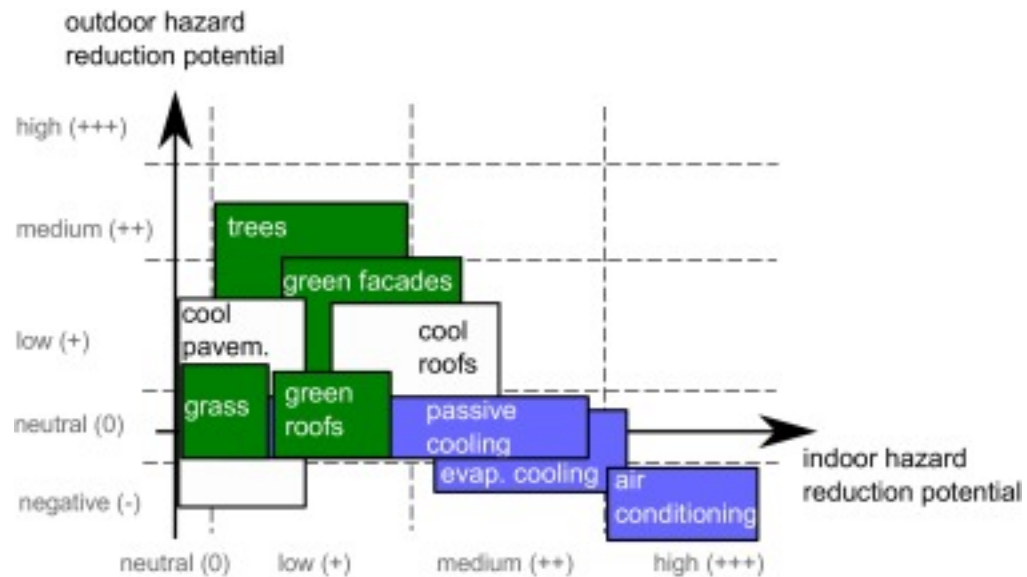 outdoor hazard
reduction potential
high (+++)
medium (++)
trees
green facades
cool
pavem.
low (+)
cool
roofs
grass
green
roofs
passive
cooling
neutral (0)
evap. cooling
air
conditioning
indoor hazard
reduction potential
negative (-)
neutral (0)
low (+)
medium (++)
high (+++)